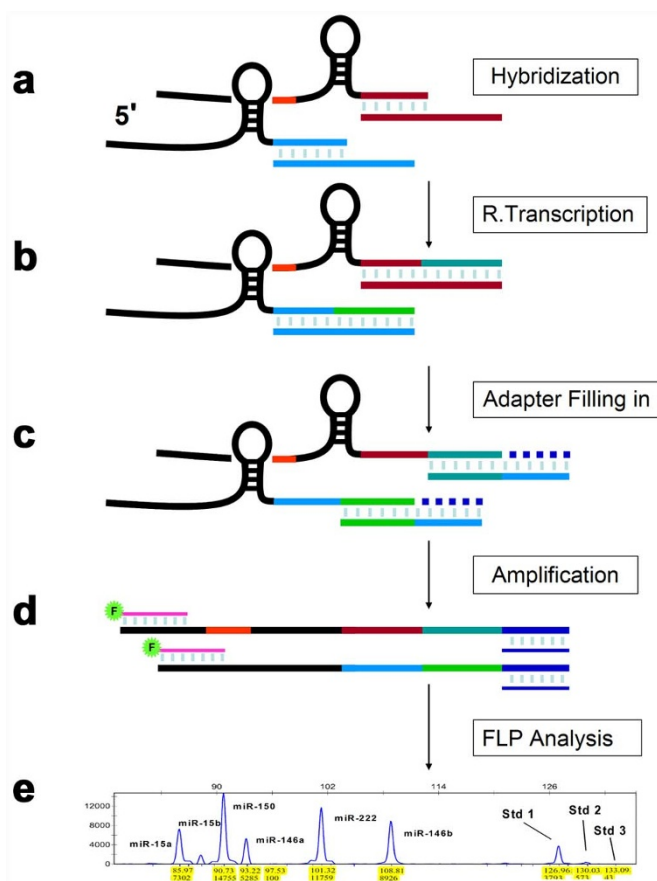 a
Hybridization
5'
R.Transcription
b
Adapter Filling in
c
Amplification
d
F
F
FLP Analysis
e
90 102 114 126
12000
8000
4000
0
miR-15a
miR-15b
miR-150
miR-146a
miR-222
miR-146b
Std 1
Std 2
Std 3
85.97 90.73 93.22 97.53 101.32 108.81 126.96 130.03 133.09
7302 14755 5285 100 11759 8926 3793 573 43